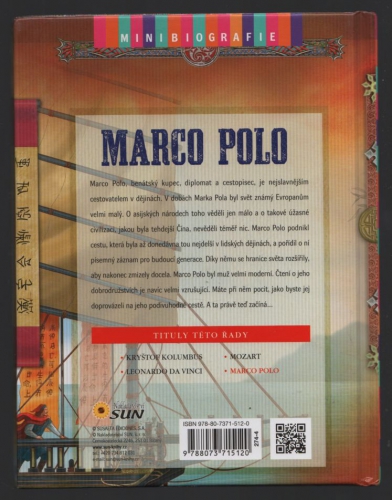 MINIBIOGRAFIE
MARCO POLO
Marco Polo, benátský kupec, diplomat a cestopisec, je nejslavnějším
cestovatelem v dějinách. V dobách Marka Pola byl svět známý Evropanům
velmi malý. O asijských národech toho věděli jen málo a o takové úžasné
civilizaci, jakou byla tehdejší Čína, nevěděli téměř nic. Marco Polo podnikl
cestu, která byla až donedávna tou nejdelší v lidských dějinách, a pořídil o ní
písemný záznam pro budoucí generace. Díky němu se hranice světa rozšířily,
aby nakonec zmizely docela. Marco Polo byl muž velmi moderní. Čtení o jeho
dobrodružstvích je navíc velmi vzrušující. Máte při něm pocit, jako byste jej
doprovázeli na jeho podivuhodné cestě. A ta právě teď začíná...
TITULY TÉTO ŘADY
• KRYŠTOF KOLUMBUS
• MOZART
• LEONARDO DA VINCI
• MARCO POLO
SUN
ISBN 978-80-7371-512-0
9 788073 715120
274-4